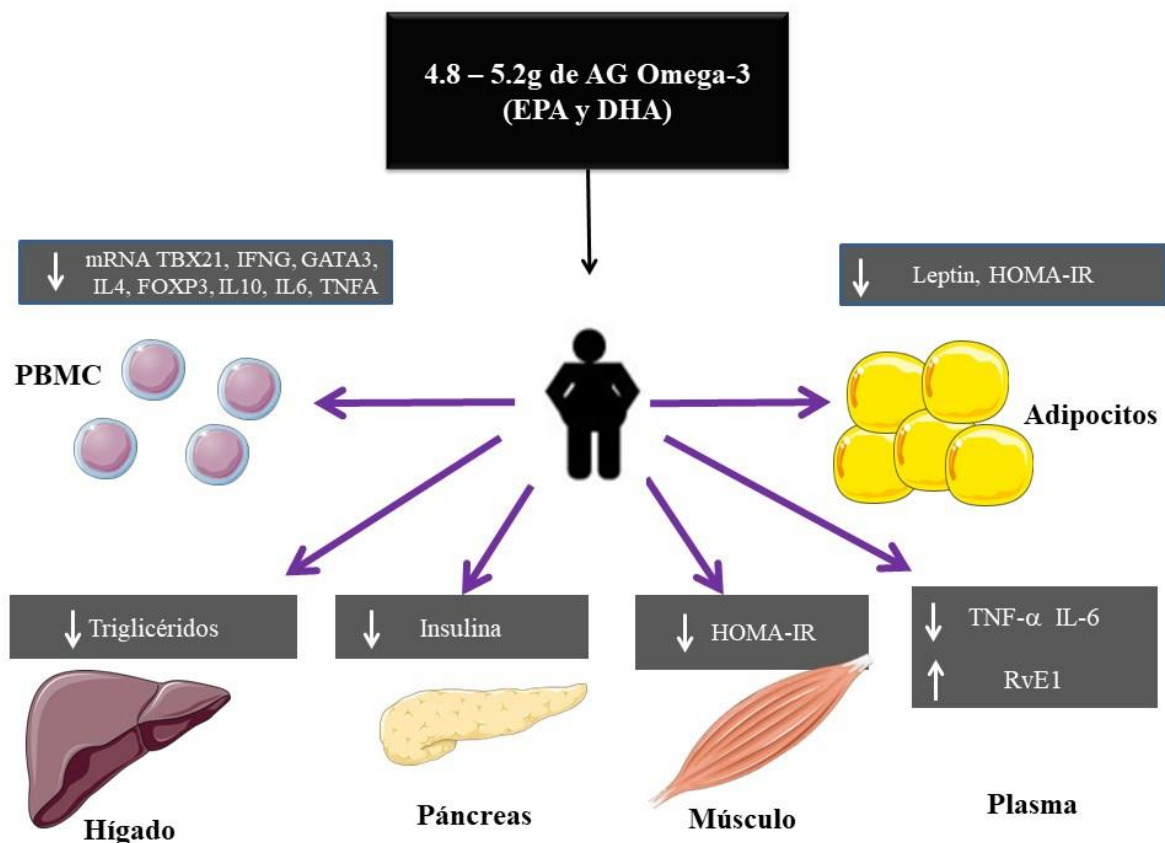 4.8 – 5.2g de AG Omega-3
(EPA y DHA)
mRNA TBX21, IFNG, GATA3,
IL4, FOXP3, IL10, IL6, TNFA
Leptin, HOMA-IR
PBMC
Adipocitos
Triglicéridos
Insulina
HOMA-IR
TNF-α IL-6
RvE1
Hígado
Páncreas
Músculo
Plasma